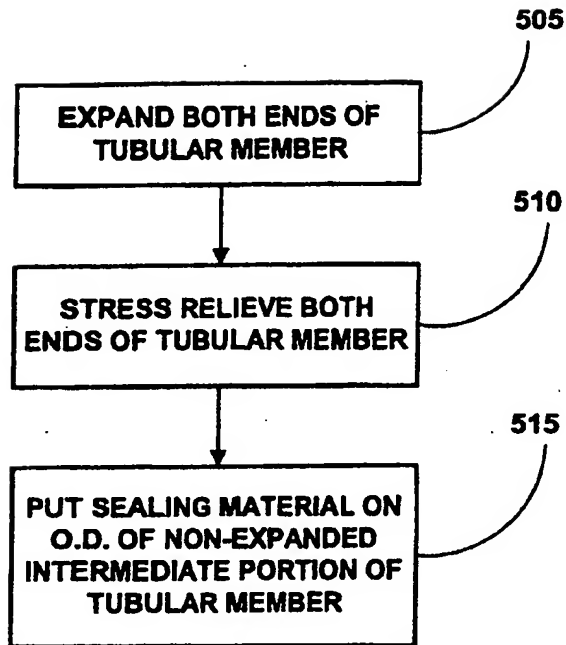 505
EXPAND BOTH ENDS OF
TUBULAR MEMBER
510
STRESS RELIEVE BOTH
ENDS OF TUBULAR MEMBER
515
PUT SEALING MATERIAL ON
O.D. OF NON-EXPANDED
INTERMEDIATE PORTION OF
TUBULAR MEMBER